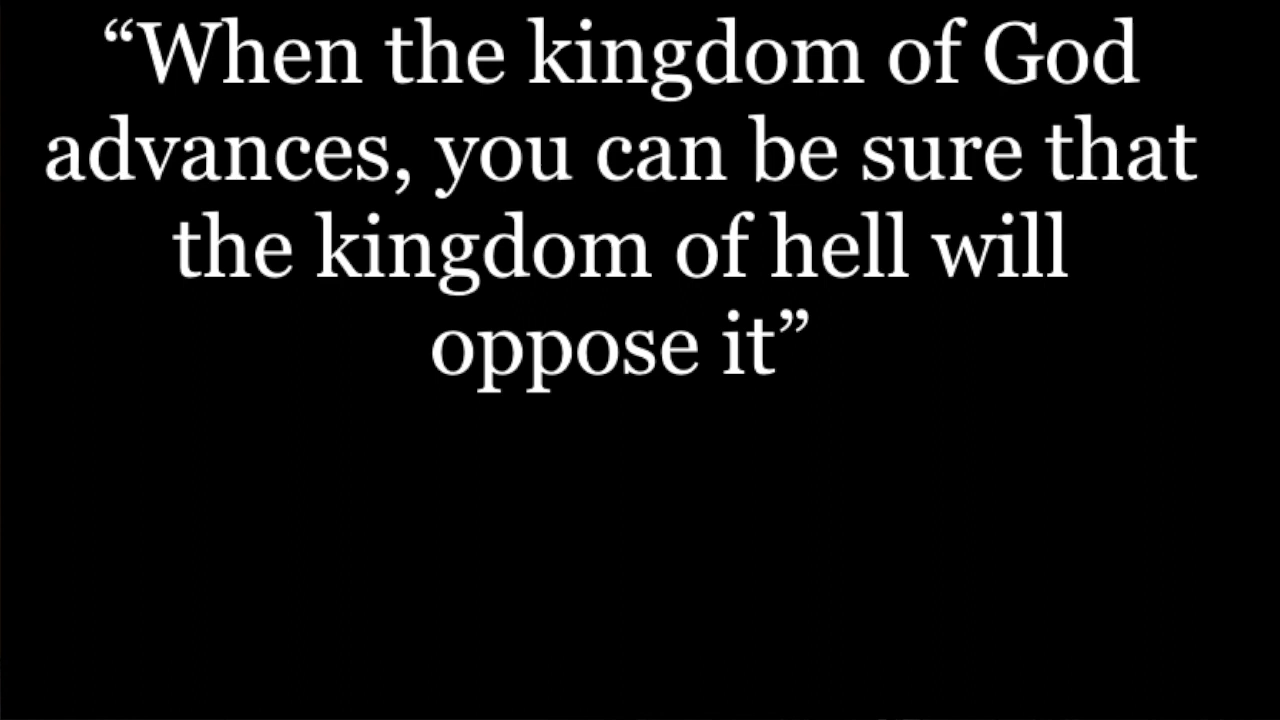 “When the kingdom of God
advances, you can be sure that
the kingdom of hell will
oppose it”